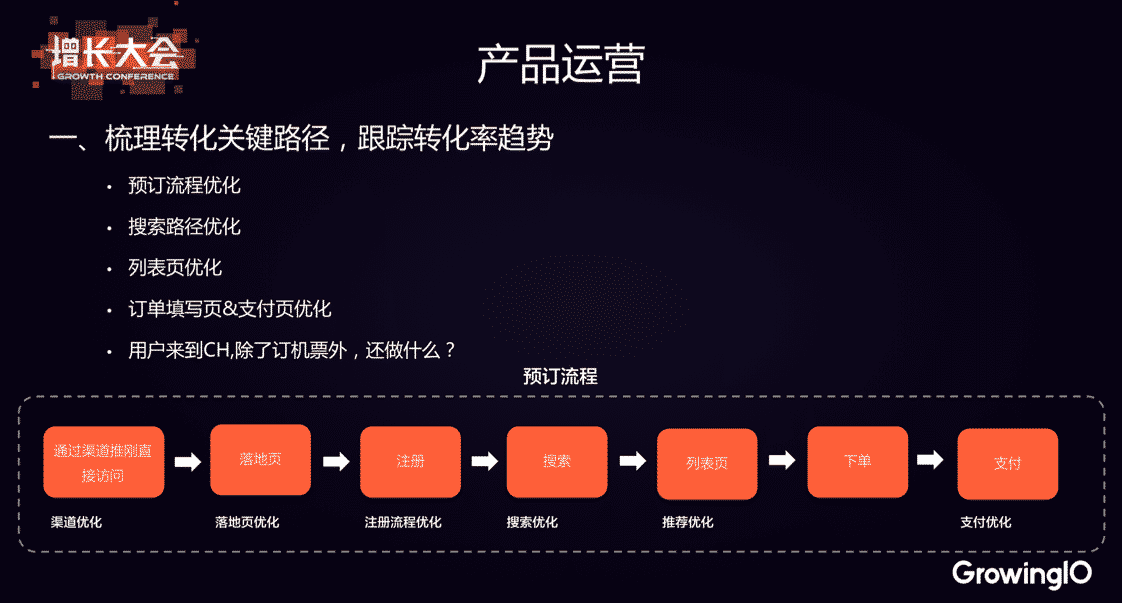 增长大会
GROWTH CONFERENCE
产品运营
一、梳理转化关键路径，跟踪转化率趋势
• 预订流程优化
• 搜索路径优化
• 列表页优化
• 订单填写页&支付页优化
• 用户来到CH,除了订机票外，还做什么？
预订流程
通过渠道推刚直
接访问
落地页
注册
搜索
列表页
下单
支付
渠道优化
落地页优化
注册流程优化
搜索优化
推荐优化
支付优化
GrowingIO